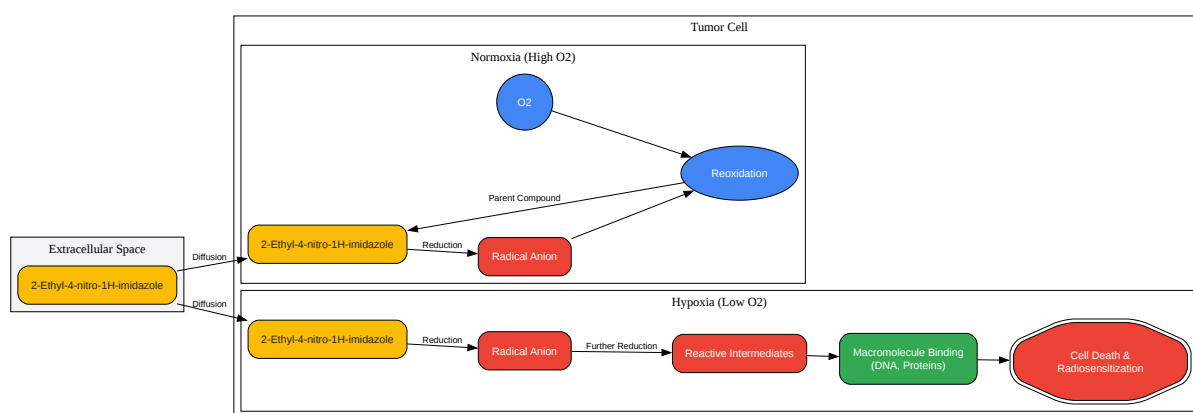 Tumor Cell
Normoxia (High O2)
O2
Reoxidation
Parent Compound
2-Ethyl-4-nitro-1H-imidazole
Reduction
Radical Anion
Extracellular Space
2-Ethyl-4-nitro-1H-imidazole
Diffusion
Diffusion
Hypoxia (Low O2)
2-Ethyl-4-nitro-1H-imidazole
Reduction
Radical Anion
Further Reduction
Reactive Intermediates
Macromolecule Binding
(DNA, Proteins)
Cell Death &
Radiosensitization